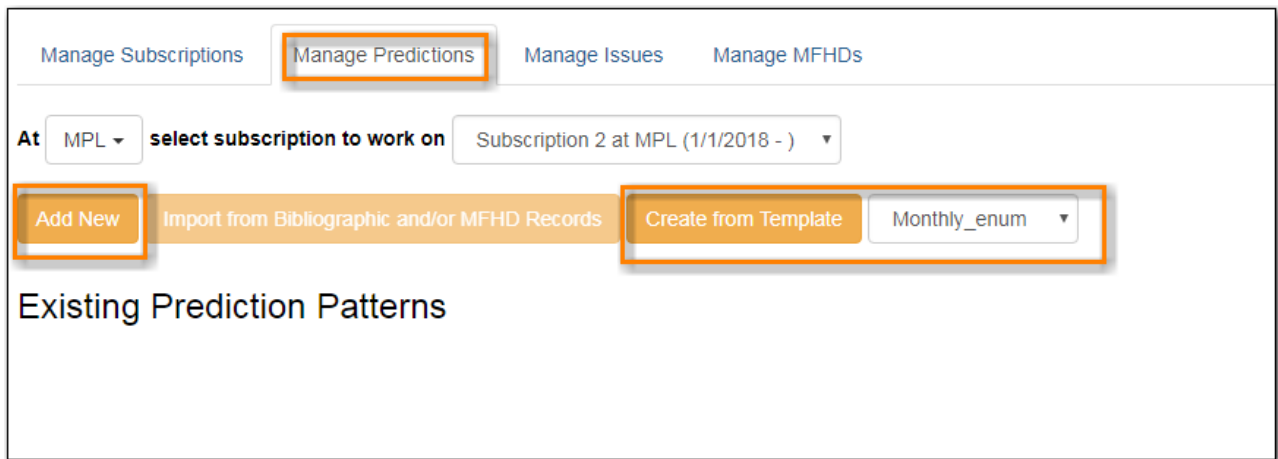 Manage Subscriptions Manage Predictions Manage Issues Manage MFHDs
At MPL select subscription to work on Subscription 2 at MPL (1/1/2018 - )
Add New Import from Bibliographic and/or MFHD Records Create from Template Monthly_enum
Existing Prediction Patterns